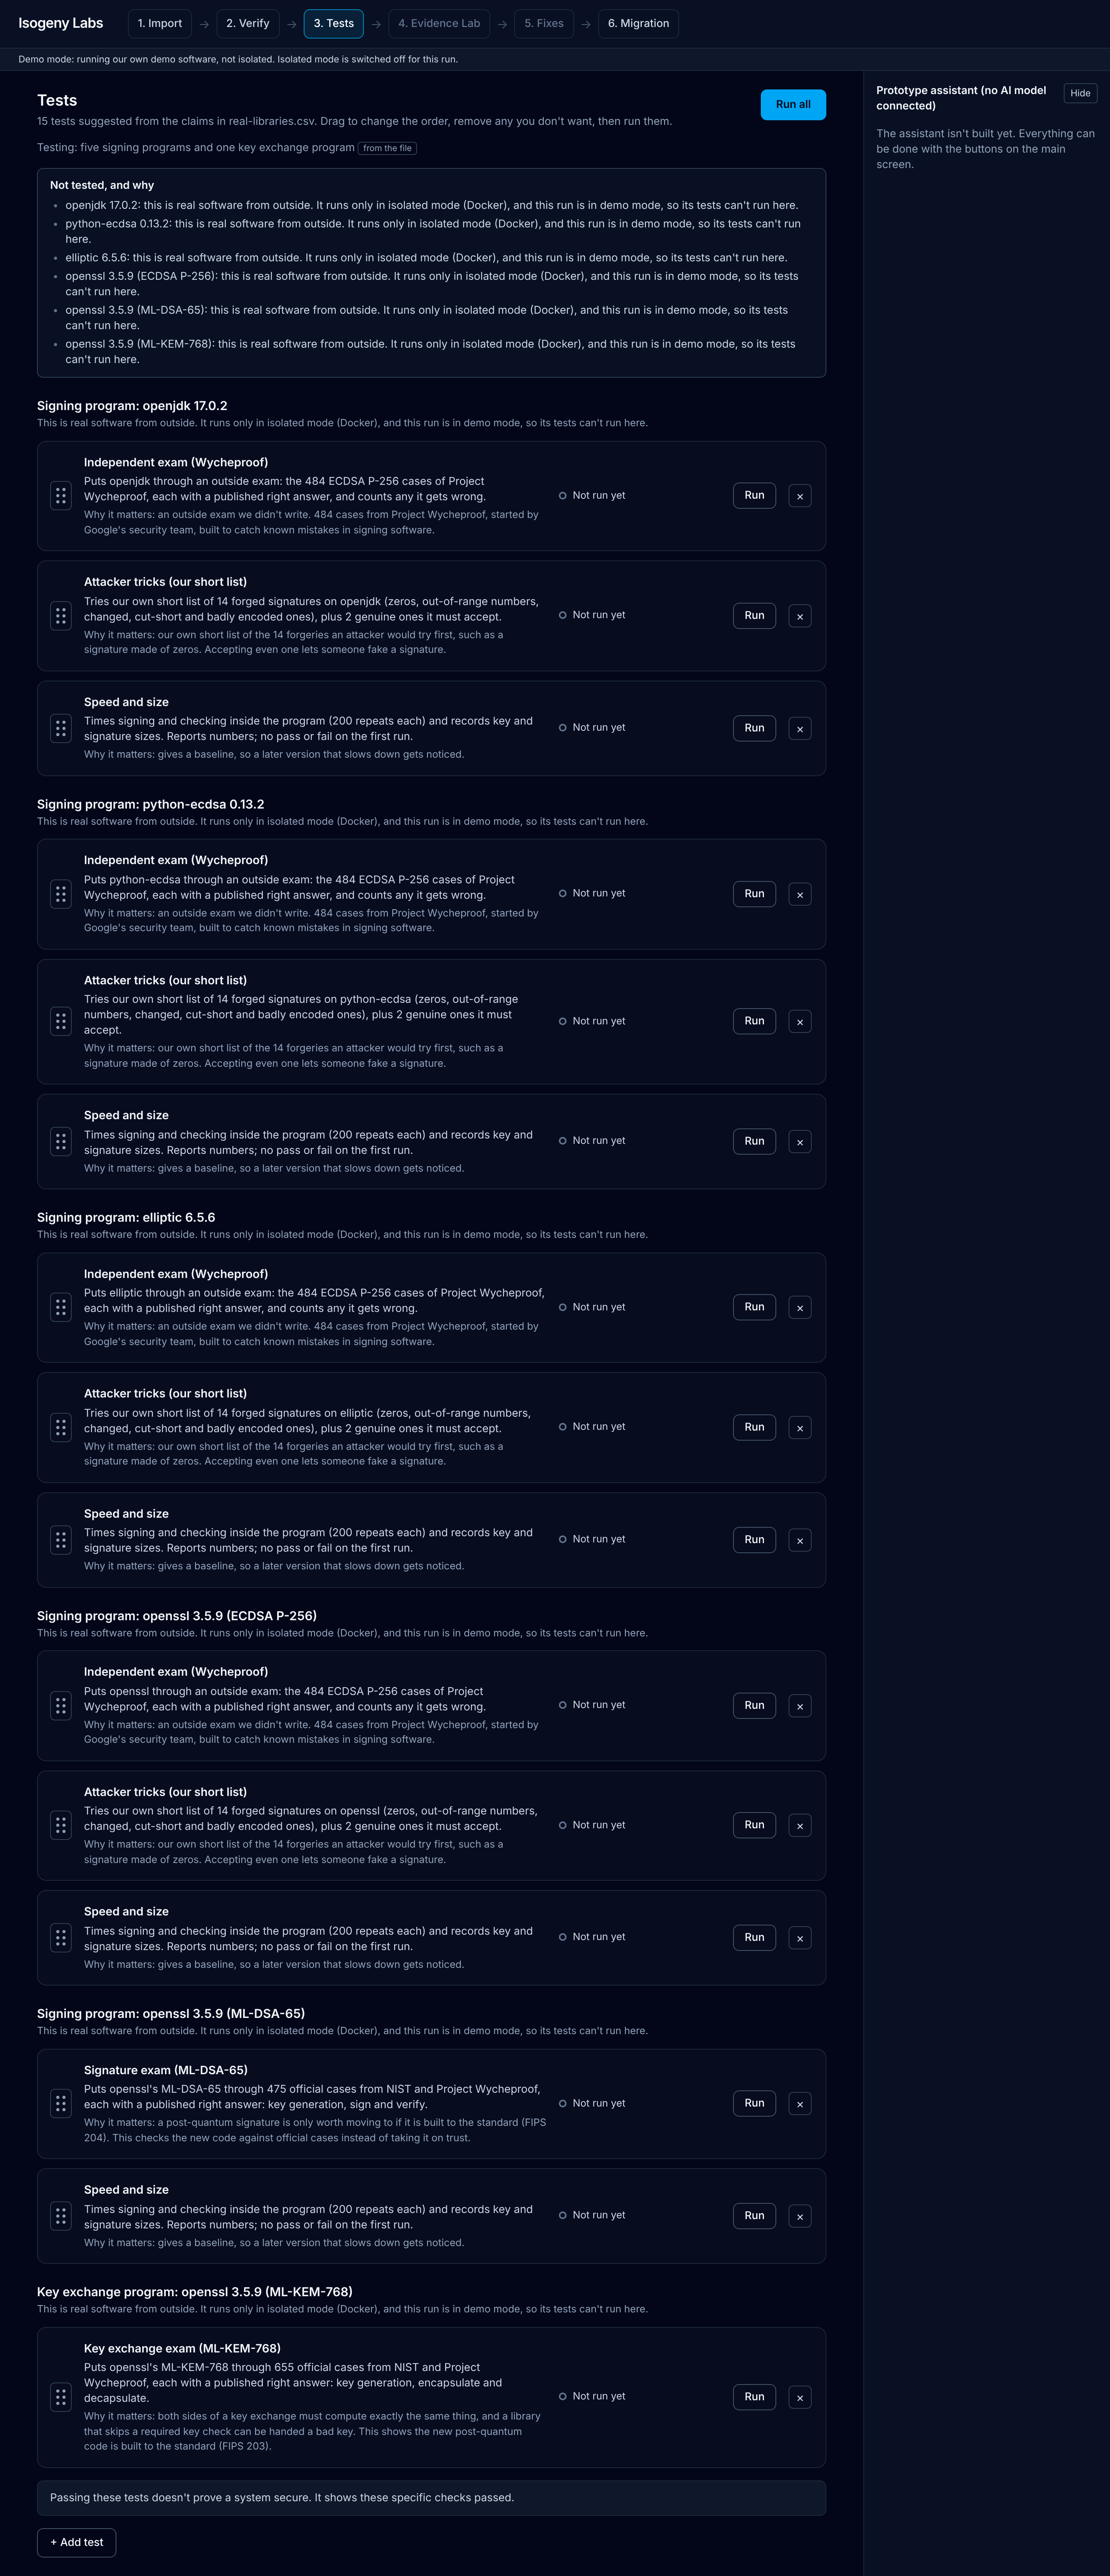 Isogeny Labs
1. Import → 2. Verify → 3. Tests → 4. Evidence Lab → 5. Fixes → 6. Migration
Demo mode: running our own demo software, not isolated. Isolated mode is switched off for this run.
Tests
Run all
15 tests suggested from the claims in real-libraries.csv. Drag to change the order, remove any you don't want, then run them.
Testing: five signing programs and one key exchange program from the file
Not tested, and why
• openjdk 17.0.2: this is real software from outside. It runs only in isolated mode (Docker), and this run is in demo mode, so its tests can't run here.
• python-ecdsa 0.13.2: this is real software from outside. It runs only in isolated mode (Docker), and this run is in demo mode, so its tests can't run
here.
• elliptic 6.5.6: this is real software from outside. It runs only in isolated mode (Docker), and this run is in demo mode, so its tests can't run here.
• openssl 3.5.9 (ECDSA P-256): this is real software from outside. It runs only in isolated mode (Docker), and this run is in demo mode, so its tests
can't run here.
• openssl 3.5.9 (ML-DSA-65): this is real software from outside. It runs only in isolated mode (Docker), and this run is in demo mode, so its tests
can't run here.
• openssl 3.5.9 (ML-KEM-768): this is real software from outside. It runs only in isolated mode (Docker), and this run is in demo mode, so its tests
can't run here.
Signing program: openjdk 17.0.2
This is real software from outside. It runs only in isolated mode (Docker), and this run is in demo mode, so its tests can't run here.
Independent exam (Wycheproof)
Puts openjdk through an outside exam: the 484 ECDSA P-256 cases of Project
Wycheproof, each with a published right answer, and counts any it gets wrong.
Why it matters: an outside exam we didn't write. 484 cases from Project Wycheproof, started by
Google's security team, built to catch known mistakes in signing software.
Not run yet
Run ×
Attacker tricks (our short list)
Tries our own short list of 14 forged signatures on openjdk (zeros, out-of-range numbers,
changed, cut-short and badly encoded ones), plus 2 genuine ones it must accept.
Why it matters: our own short list of the 14 forgeries an attacker would try first, such as a
signature made of zeros. Accepting even one lets someone fake a signature.
Not run yet
Run ×
Speed and size
Times signing and checking inside the program (200 repeats each) and records key and
signature sizes. Reports numbers; no pass or fail on the first run.
Why it matters: gives a baseline, so a later version that slows down gets noticed.
Not run yet
Run ×
Signing program: python-ecdsa 0.13.2
This is real software from outside. It runs only in isolated mode (Docker), and this run is in demo mode, so its tests can't run here.
Independent exam (Wycheproof)
Puts python-ecdsa through an outside exam: the 484 ECDSA P-256 cases of Project
Wycheproof, each with a published right answer, and counts any it gets wrong.
Why it matters: an outside exam we didn't write. 484 cases from Project Wycheproof, started by
Google's security team, built to catch known mistakes in signing software.
Not run yet
Run ×
Attacker tricks (our short list)
Tries our own short list of 14 forged signatures on python-ecdsa (zeros, out-of-range
numbers, changed, cut-short and badly encoded ones), plus 2 genuine ones it must
accept.
Why it matters: our own short list of the 14 forgeries an attacker would try first, such as a
signature made of zeros. Accepting even one lets someone fake a signature.
Not run yet
Run ×
Speed and size
Times signing and checking inside the program (200 repeats each) and records key and
signature sizes. Reports numbers; no pass or fail on the first run.
Why it matters: gives a baseline, so a later version that slows down gets noticed.
Not run yet
Run ×
Signing program: elliptic 6.5.6
This is real software from outside. It runs only in isolated mode (Docker), and this run is in demo mode, so its tests can't run here.
Independent exam (Wycheproof)
Puts elliptic through an outside exam: the 484 ECDSA P-256 cases of Project Wycheproof,
each with a published right answer, and counts any it gets wrong.
Why it matters: an outside exam we didn't write. 484 cases from Project Wycheproof, started by
Google's security team, built to catch known mistakes in signing software.
Not run yet
Run ×
Attacker tricks (our short list)
Tries our own short list of 14 forged signatures on elliptic (zeros, out-of-range numbers,
changed, cut-short and badly encoded ones), plus 2 genuine ones it must accept.
Why it matters: our own short list of the 14 forgeries an attacker would try first, such as a
signature made of zeros. Accepting even one lets someone fake a signature.
Not run yet
Run ×
Speed and size
Times signing and checking inside the program (200 repeats each) and records key and
signature sizes. Reports numbers; no pass or fail on the first run.
Why it matters: gives a baseline, so a later version that slows down gets noticed.
Not run yet
Run ×
Signing program: openssl 3.5.9 (ECDSA P-256)
This is real software from outside. It runs only in isolated mode (Docker), and this run is in demo mode, so its tests can't run here.
Independent exam (Wycheproof)
Puts openssl through an outside exam: the 484 ECDSA P-256 cases of Project
Wycheproof, each with a published right answer, and counts any it gets wrong.
Why it matters: an outside exam we didn't write. 484 cases from Project Wycheproof, started by
Google's security team, built to catch known mistakes in signing software.
Not run yet
Run ×
Attacker tricks (our short list)
Tries our own short list of 14 forged signatures on openssl (zeros, out-of-range numbers,
changed, cut-short and badly encoded ones), plus 2 genuine ones it must accept.
Why it matters: our own short list of the 14 forgeries an attacker would try first, such as a
signature made of zeros. Accepting even one lets someone fake a signature.
Not run yet
Run ×
Speed and size
Times signing and checking inside the program (200 repeats each) and records key and
signature sizes. Reports numbers; no pass or fail on the first run.
Why it matters: gives a baseline, so a later version that slows down gets noticed.
Not run yet
Run ×
Signing program: openssl 3.5.9 (ML-DSA-65)
This is real software from outside. It runs only in isolated mode (Docker), and this run is in demo mode, so its tests can't run here.
Signature exam (ML-DSA-65)
Puts openssl's ML-DSA-65 through 475 official cases from NIST and Project Wycheproof,
each with a published right answer: key generation, sign and verify.
Why it matters: a post-quantum signature is only worth moving to if it is built to the standard (FIPS
204). This checks the new code against official cases instead of taking it on trust.
Not run yet
Run ×
Speed and size
Times signing and checking inside the program (200 repeats each) and records key and
signature sizes. Reports numbers; no pass or fail on the first run.
Why it matters: gives a baseline, so a later version that slows down gets noticed.
Not run yet
Run ×
Key exchange program: openssl 3.5.9 (ML-KEM-768)
This is real software from outside. It runs only in isolated mode (Docker), and this run is in demo mode, so its tests can't run here.
Key exchange exam (ML-KEM-768)
Puts openssl's ML-KEM-768 through 655 official cases from NIST and Project
Wycheproof, each with a published right answer: key generation, encapsulate and
decapsulate.
Why it matters: both sides of a key exchange must compute exactly the same thing, and a library
that skips a required key check can be handed a bad key. This shows the new post-quantum
code is built to the standard (FIPS 203).
Not run yet
Run ×
Passing these tests doesn't prove a system secure. It shows these specific checks passed.
+ Add test
Prototype assistant (no AI model
connected)
Hide
The assistant isn't built yet. Everything can
be done with the buttons on the main
screen.